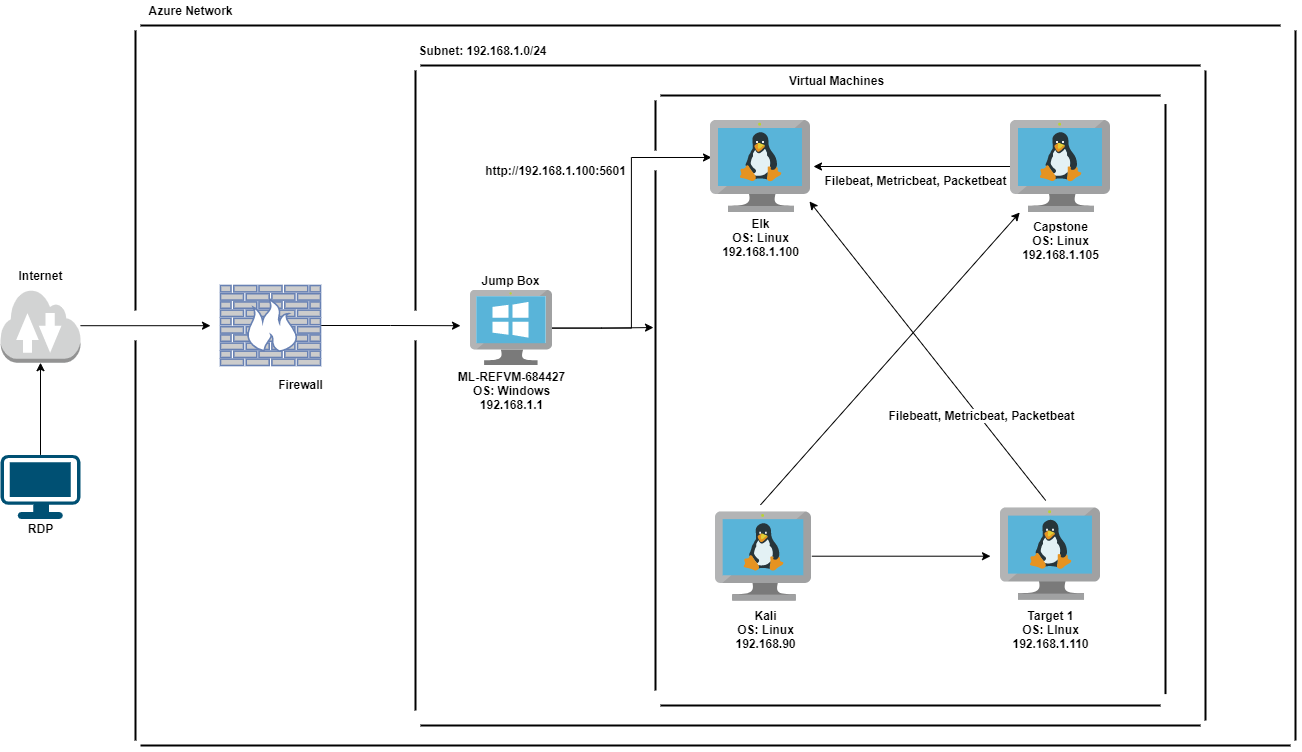 Azure Network
Subnet: 192.168.1.0/24
Virtual Machines
http://192.168.1.100:5601
Filebeat, Metricbeat, Packetbeat
Elk
OS: Linux
192.168.1.100
Capstone
OS: Linux
192.168.1.105
Internet
Jump Box
Firewall
ML-REFVM-684427
OS: Windows
192.168.1.1
Filebeatt, Metricbeat, Packetbeat
RDP
Kali
OS: Linux
192.168.90
Target 1
OS: LInux
192.168.1.110